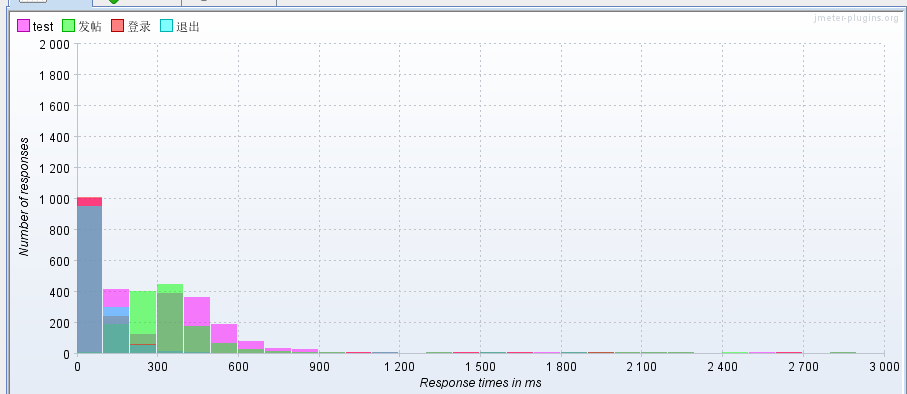 jmeter-plugins.org
test 发帖 登录 退出
2 000
1 800
1 600
1 400
1 200
1 000
800
600
400
200
0
Number of responses
0 300 600 900 1 200 1 500 1 800 2 100 2 400 2 700 3 000
Response times in ms